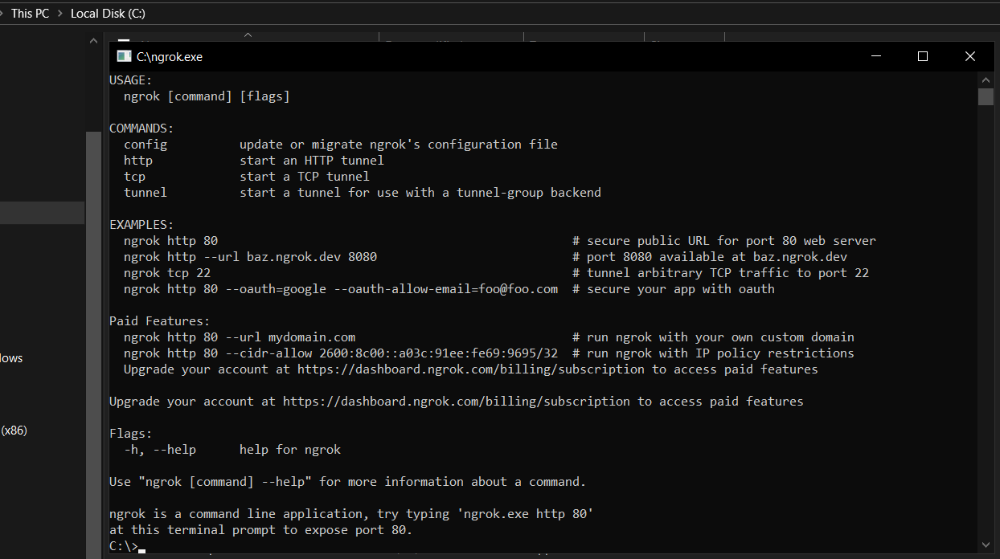 This PC > Local Disk (C:)
C:\ngrok.exe
USAGE:
ngrok [command] [flags]
COMMANDS:
config update or migrate ngrok's configuration file
http start an HTTP tunnel
tcp start a TCP tunnel
tunnel start a tunnel for use with a tunnel-group backend
EXAMPLES:
ngrok http 80 # secure public URL for port 80 web server
ngrok http --url baz.ngrok.dev 8080 # port 8080 available at baz.ngrok.dev
ngrok tcp 22 # tunnel arbitrary TCP traffic to port 22
ngrok http 80 --oauth=google --oauth-allow-email=foo@foo.com # secure your app with oauth
Paid Features:
ngrok http 80 --url mydomain.com # run ngrok with your own custom domain
ngrok http 80 --cidr-allow 2600:8c00::a03c:91ee:fe69:9695/32 # run ngrok with IP policy restrictions
Upgrade your account at https://dashboard.ngrok.com/billing/subscription to access paid features
Upgrade your account at https://dashboard.ngrok.com/billing/subscription to access paid features
Flags:
-h, --help help for ngrok
Use "ngrok [command] --help" for more information about a command.
ngrok is a command line application, try typing 'ngrok.exe http 80'
at this terminal prompt to expose port 80.
C:\>
(x86)